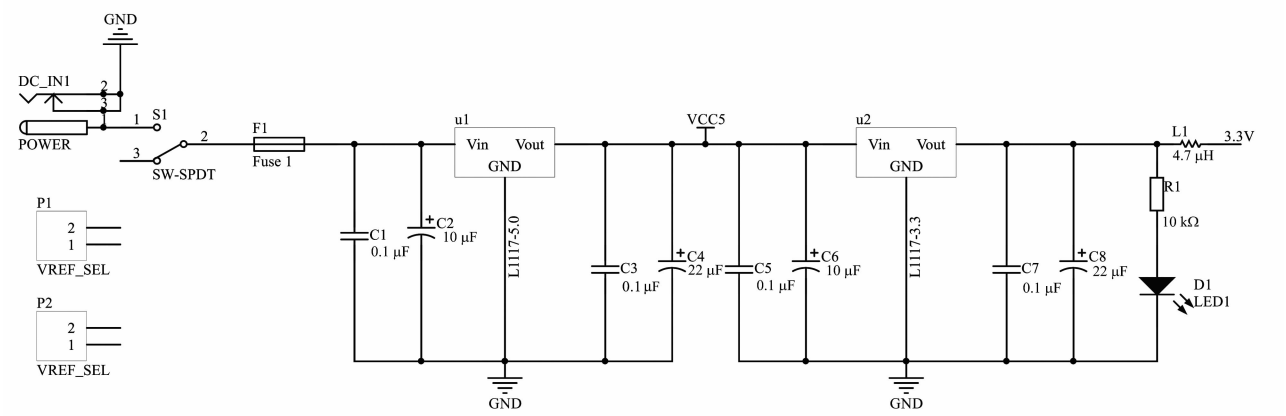 GND
DC_IN1
2
3
1
S1
POWER
2
3
SW-SPDT
F1
Fuse 1
u1
Vin Vout
GND
L1117-5.0
VCC5
u2
Vin Vout
GND
L1117-3.3
L1
3.3V
4.7 µH
R1
10 kΩ
P1
2
1
VREF_SEL
C1
0.1 µF
C2
10 µF
C3
0.1 µF
C4
22 µF
C5
0.1 µF
C6
10 µF
C7
0.1 µF
C8
22 µF
D1
LED1
P2
2
1
VREF_SEL
GND
GND